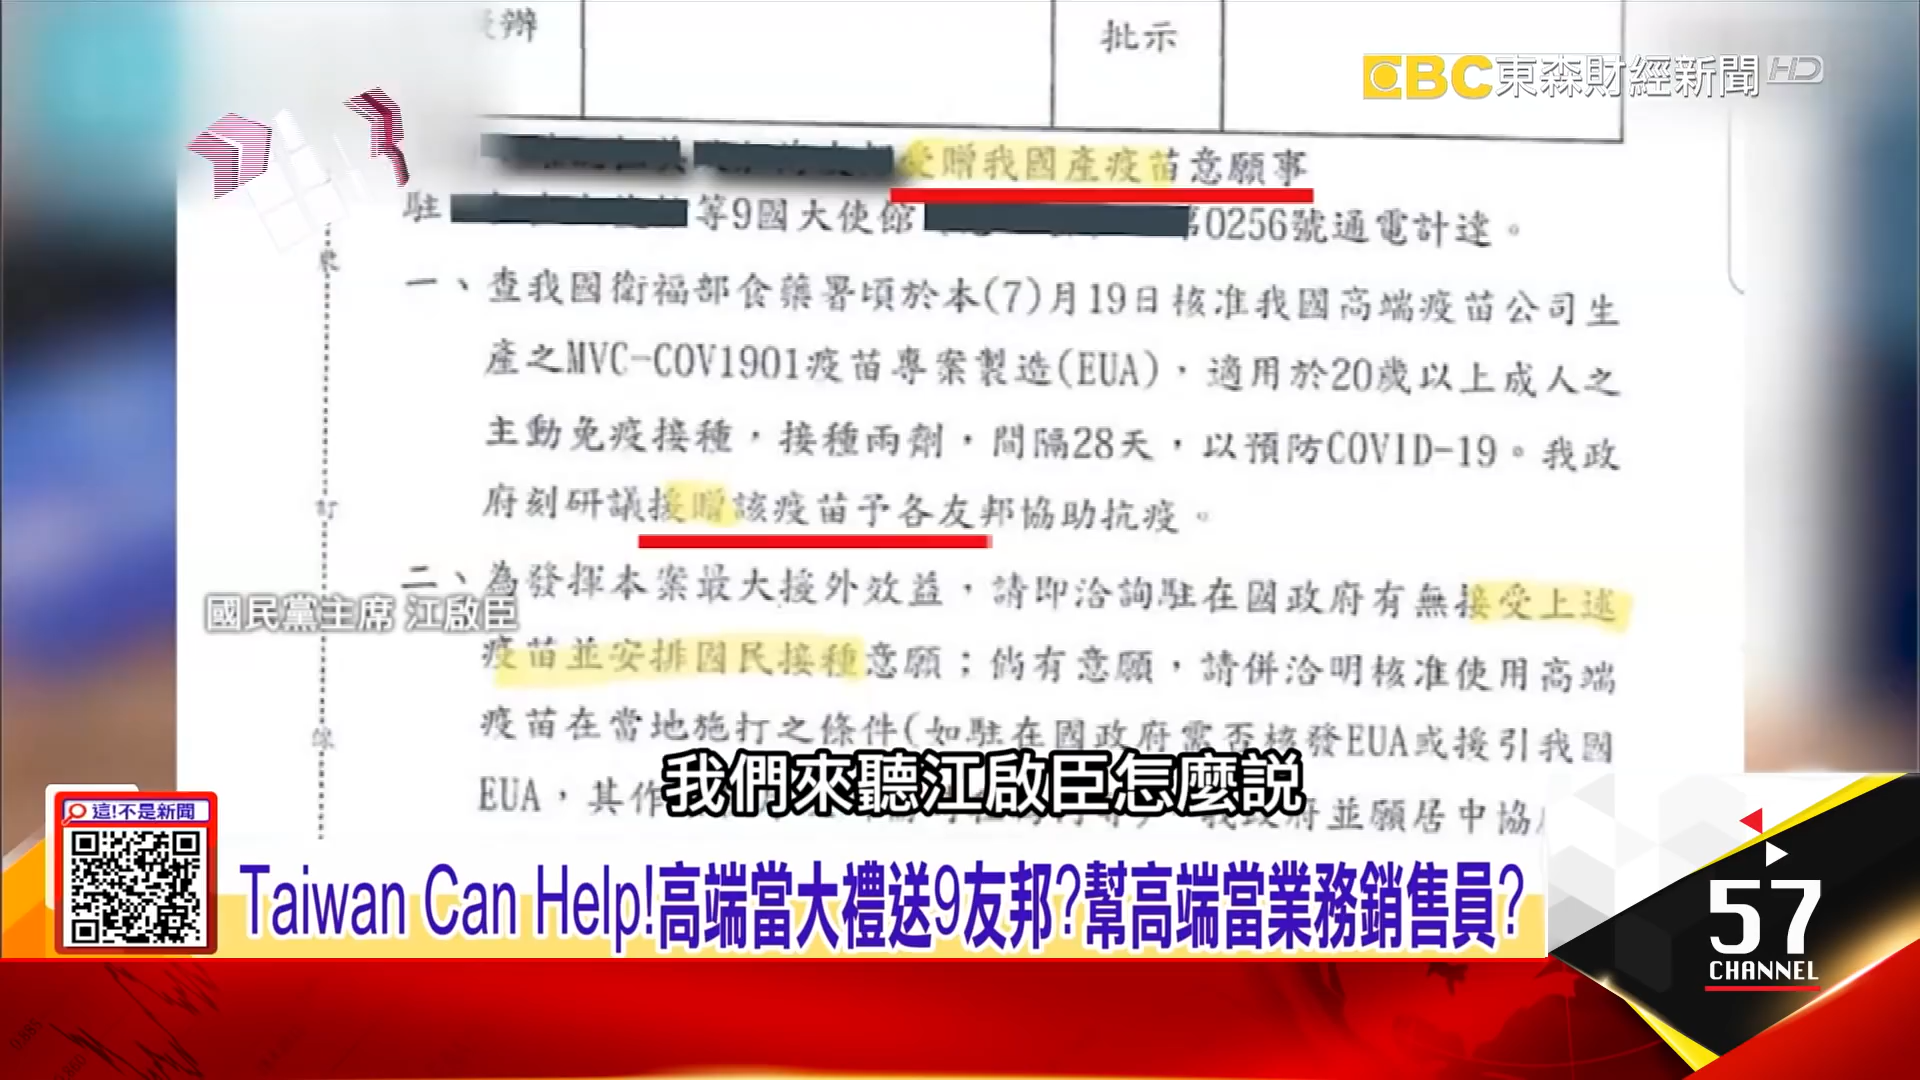 批示
EBC東森財經新聞HD
受贈我國產疫苗意願事
駐
等9國大使館
第0256號通電計達。
一、查我國衛福部食藥署頃於本(7)月19日核准我國高端疫苗公司生
產之MVC-COV1901疫苗專案製造(EUA)，適用於20歲以上成人之
主動免疫接種，接種兩劑，間隔28天，以預防COVID-19。我政
府刻研議援贈該疫苗予各友邦協助抗疫。
二、為發揮本案最大援外效益，請即洽詢駐在國政府有無接受上述
國民黨主席 江啟臣
疫苗並安排國民接種意願；倘有意願，請併洽明核准使用高端
疫苗在當地施打之條件(如駐在國政府需否核發EUA或援引我國
EUA，其作
政府並願居中協
訂
線
我們來聽江啟臣怎麼説
這!不是新聞
Taiwan Can Help!高端當大禮送9友邦?幫高端當業務銷售員?
57
CHANNEL